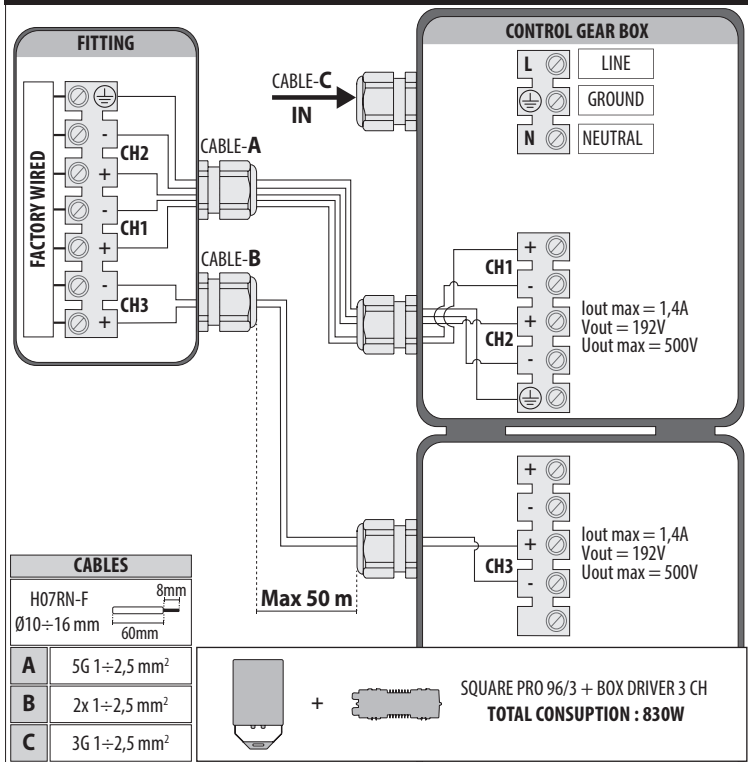 FITTING
FACTORY WIRED
-
CH2
+
-
CH1
+
-
CH3
+
CABLE-A
CABLE-B
CABLE-C
IN
CONTROL GEAR BOX
L
LINE
GROUND
N
NEUTRAL
+
CH1
-
+
CH2
-
Iout max = 1,4A
Vout = 192V
Uout max = 500V
+
-
+
CH3
-
Iout max = 1,4A
Vout = 192V
Uout max = 500V
Max 50 m
CABLES
H07RN-F
Ø10÷16 mm
8mm
60mm
A 5G 1÷2,5 mm²
B 2x 1÷2,5 mm²
C 3G 1÷2,5 mm²
+
SQUARE PRO 96/3 + BOX DRIVER 3 CH
TOTAL CONSUPTION : 830W